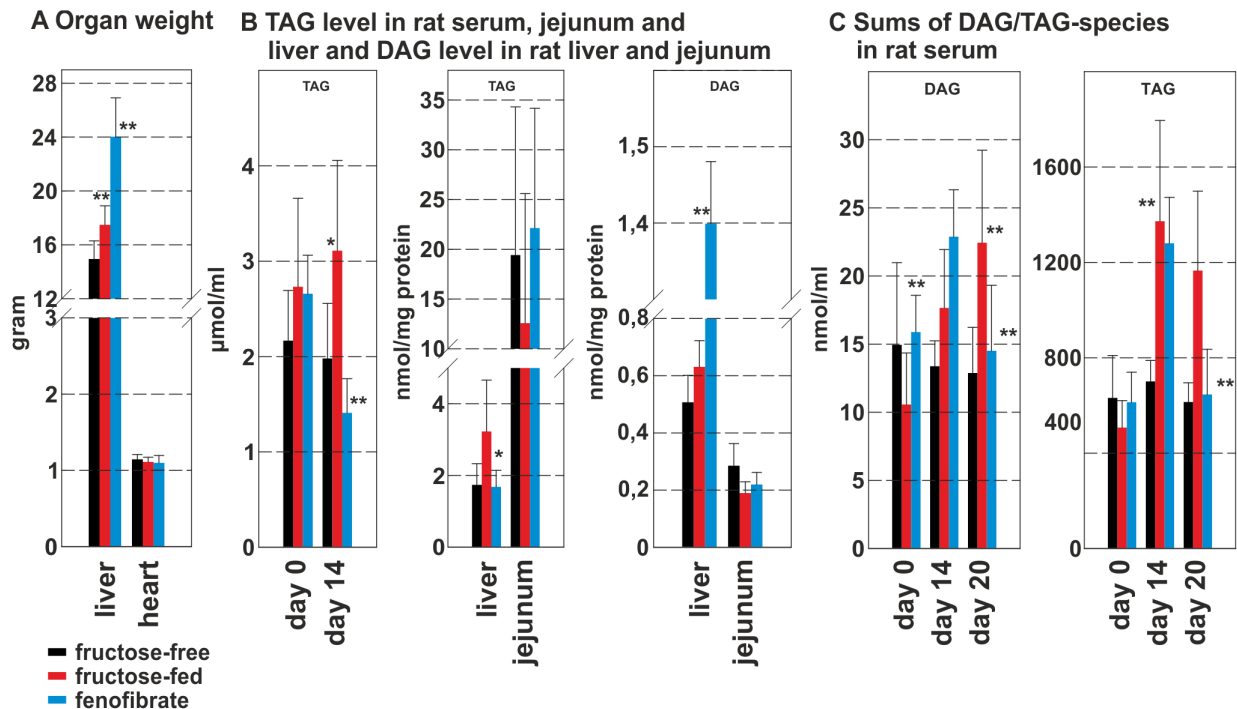 A Organ weight
B TAG level in rat serum, jejunum and
liver and DAG level in rat liver and jejunum
C Sums of DAG/TAG-species
in rat serum
gram
28
24
20
16
12
3
2
1
0
**
**
liver
heart
TAG
µmol/ml
4
3
2
1
0
*
**
day 0
day 14
TAG
nmol/mg protein
35
30
25
20
15
10
4
2
0
*
liver
jejunum
DAG
nmol/mg protein
1,5
1,4
0,8
0,6
0,4
0,2
0
**
liver
jejunum
DAG
nmol/ml
30
25
20
15
10
5
0
**
**
**
day 0
day 14
day 20
TAG
1600
1200
800
400
0
**
**
day 0
day 14
day 20
fructose-free
fructose-fed
fenofibrate